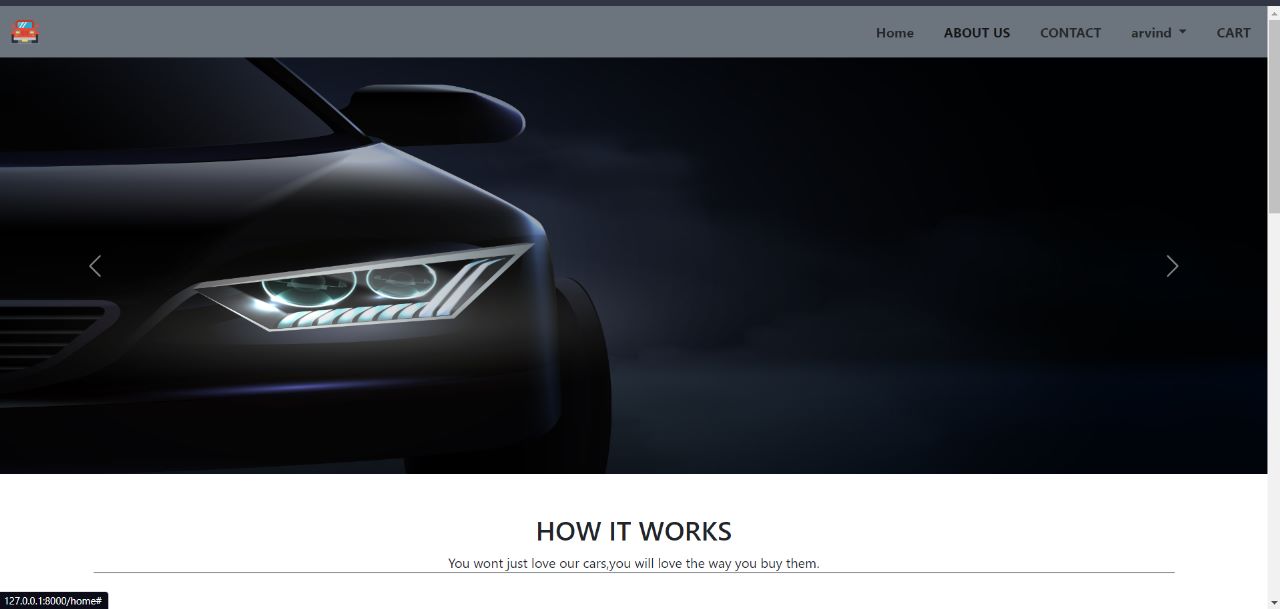 Home ABOUT US CONTACT arvind CART
HOW IT WORKS
You wont just love our cars,you will love the way you buy them.
127.0.0.1:8000/home#